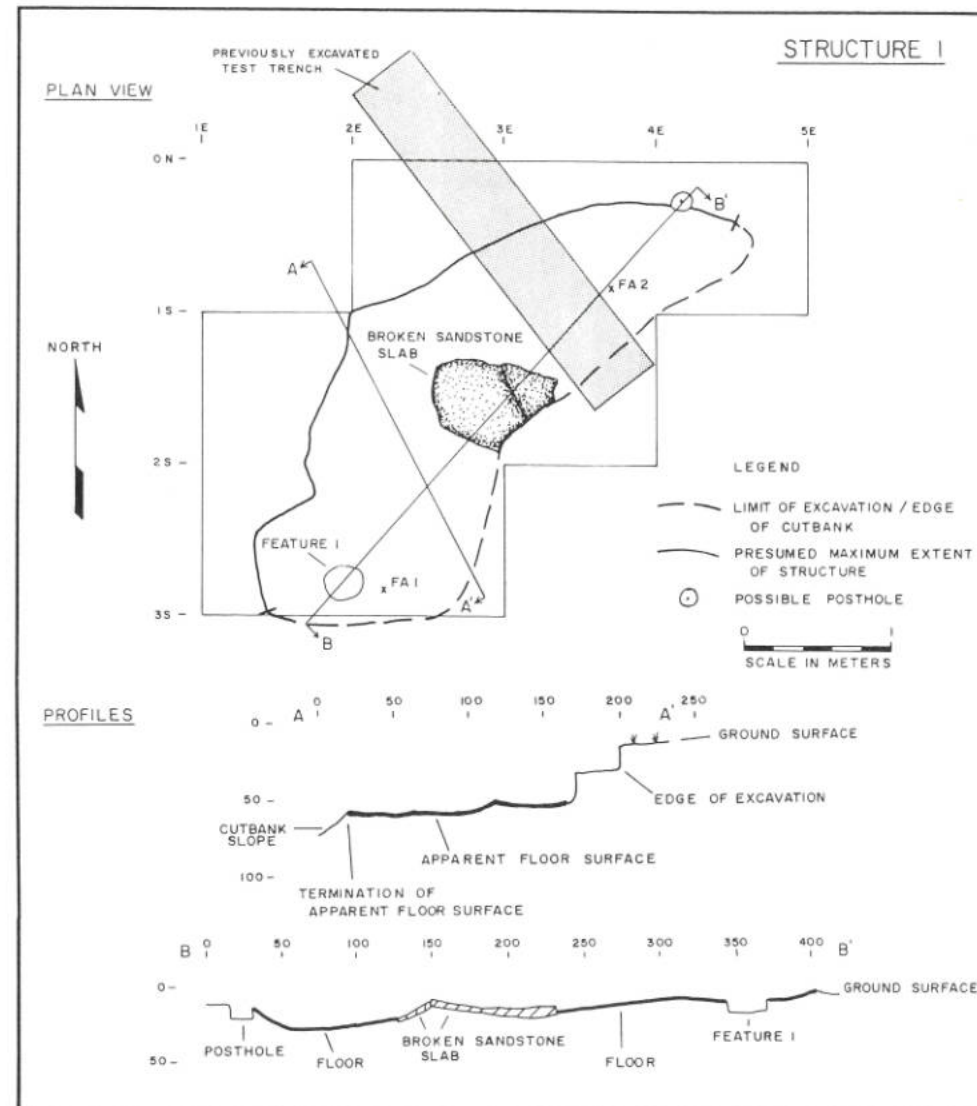 STRUCTURE I
PREVIOUSLY EXCAVATED
TEST TRENCH
PLAN VIEW
1E 2E 3E 4E 5E
0 N
B'
A
FA 2
1 S
BROKEN SANDSTONE
SLAB
NORTH
2 S
LEGEND
LIMIT OF EXCAVATION / EDGE
OF CUTBANK
FEATURE I
PRESUMED MAXIMUM EXTENT
OF STRUCTURE
FA I
A'
POSSIBLE POSTHOLE
3 S
B
0 1
SCALE IN METERS
PROFILES
A 0 50 100 150 200 A' 250
0
GROUND SURFACE
50
EDGE OF EXCAVATION
CUTBANK
SLOPE
APPARENT FLOOR SURFACE
100
TERMINATION OF
APPARENT FLOOR SURFACE
B 0 50 100 150 200 250 300 350 400 B'
0
GROUND SURFACE
POSTHOLE FLOOR BROKEN SANDSTONE SLAB FLOOR FEATURE I
50